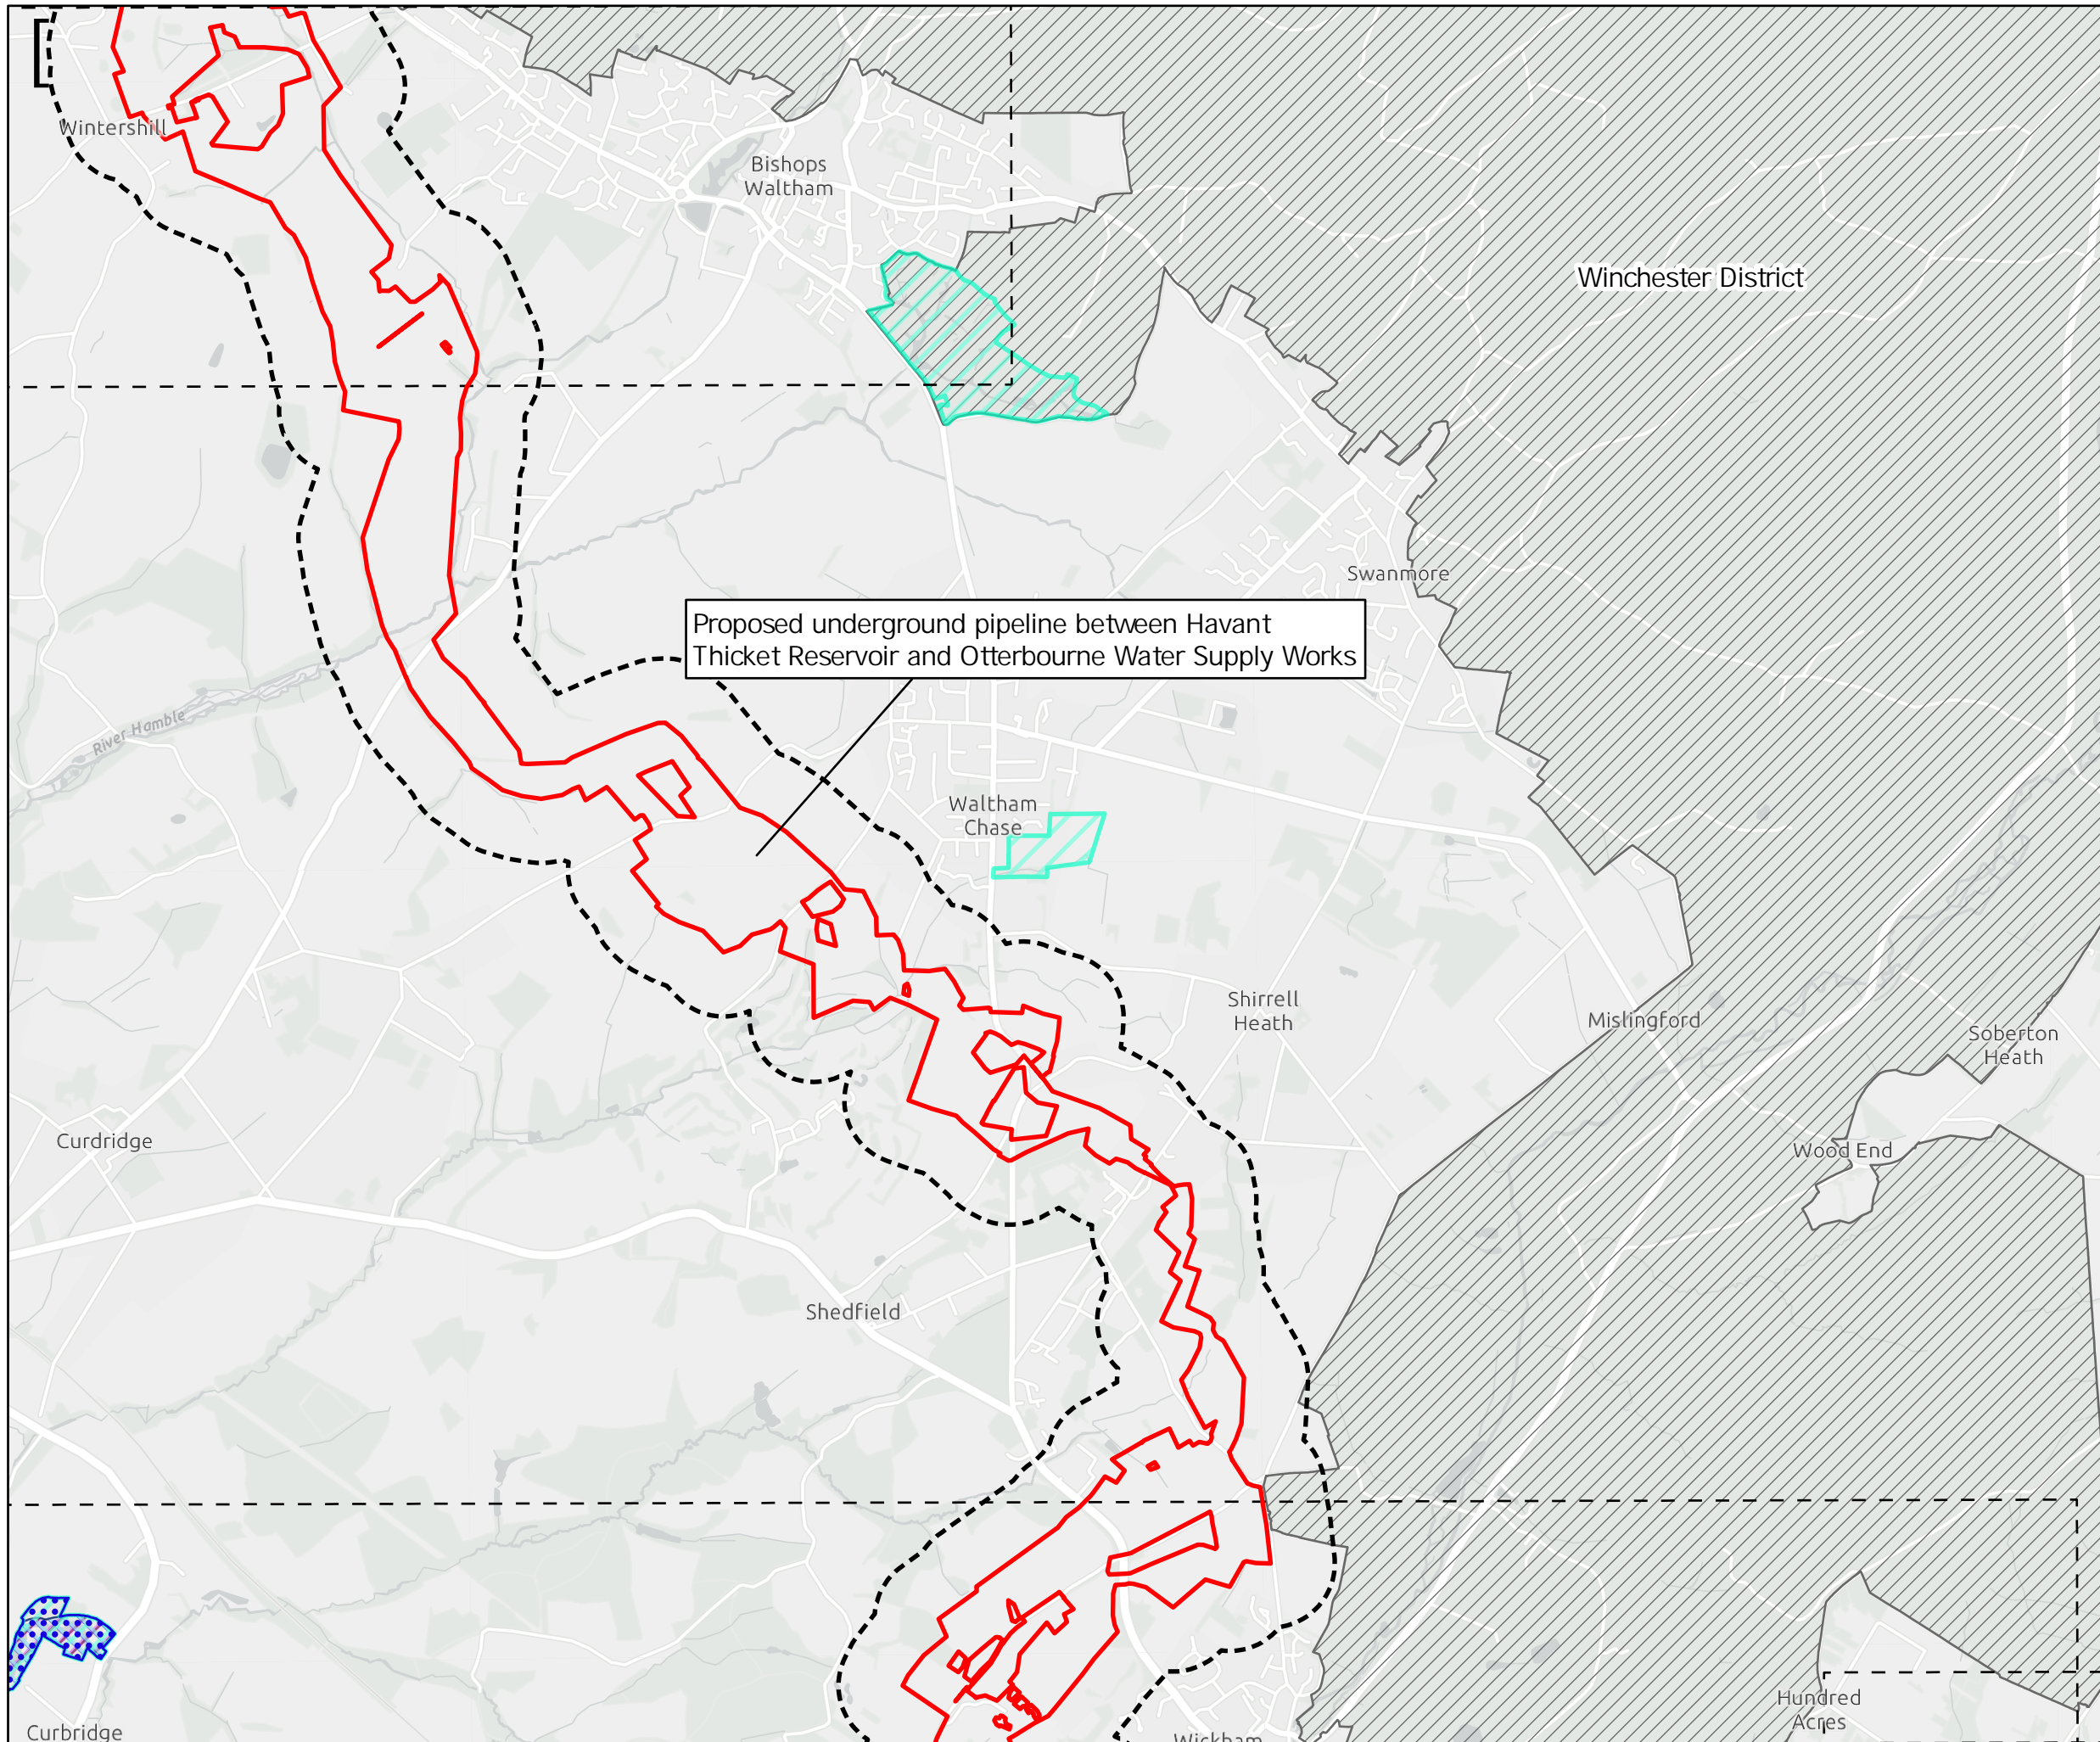 Wintershill
Bishops
Waltham
Winchester District
Swanmore
Proposed underground pipeline between Havant
Thicket Reservoir and Otterbourne Water Supply Works
River Hamble
Waltham
Chase
Shirrell
Heath
Mislingford
Soberton
Heath
Curdridge
Wood End
Shedfield
Hundred
Acres
Curbridge
Wickham